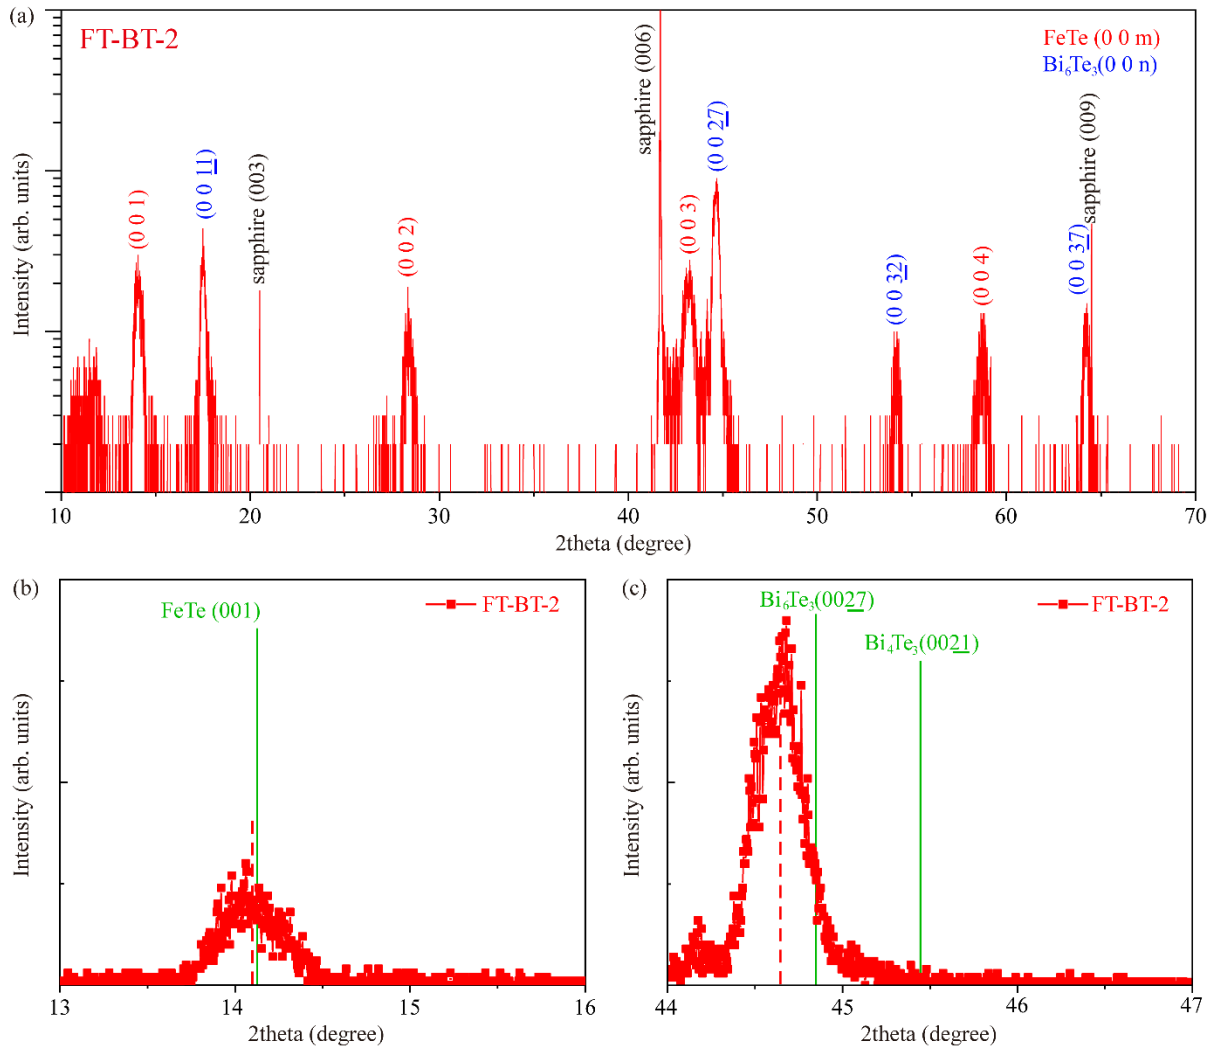 (a)
FT-BT-2
FeTe (0 0 m)
Bi₆Te₃(0 0 n)
Intensity (arb. units)
(0 0 1)
(0 0 11)
sapphire (003)
(0 0 2)
sapphire (006)
(0 0 3)
(0 0 27)
(0 0 32)
(0 0 4)
(0 0 37)
sapphire (009)
10 20 30 40 50 60 70
2theta (degree)
(b)
FeTe (001)
FT-BT-2
Intensity (arb. units)
13 14 15 16
2theta (degree)
(c)
Bi₆Te₃(0027)
FT-BT-2
Bi₄Te₃(0021)
Intensity (arb. units)
44 45 46 47
2theta (degree)